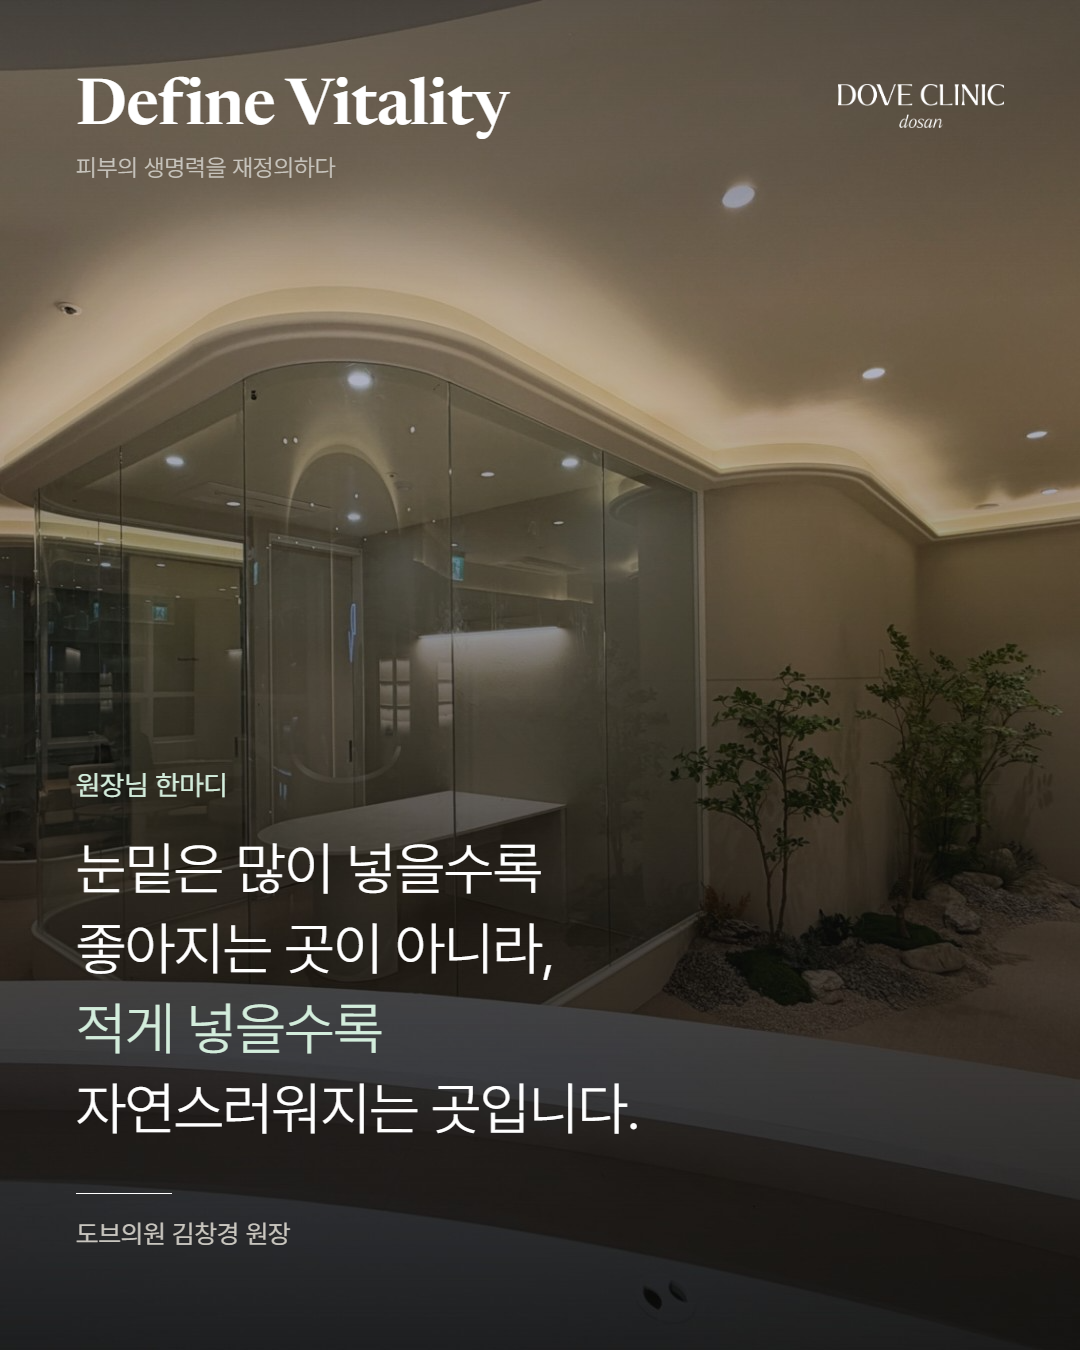 Define Vitality
DOVE CLINIC
dosan
피부의 생명력을 재정의하다
원장님 한마디
눈밑은 많이 넣을수록
좋아지는 곳이 아니라,
적게 넣을수록
자연스러워지는 곳입니다.
도브의원 김창경 원장